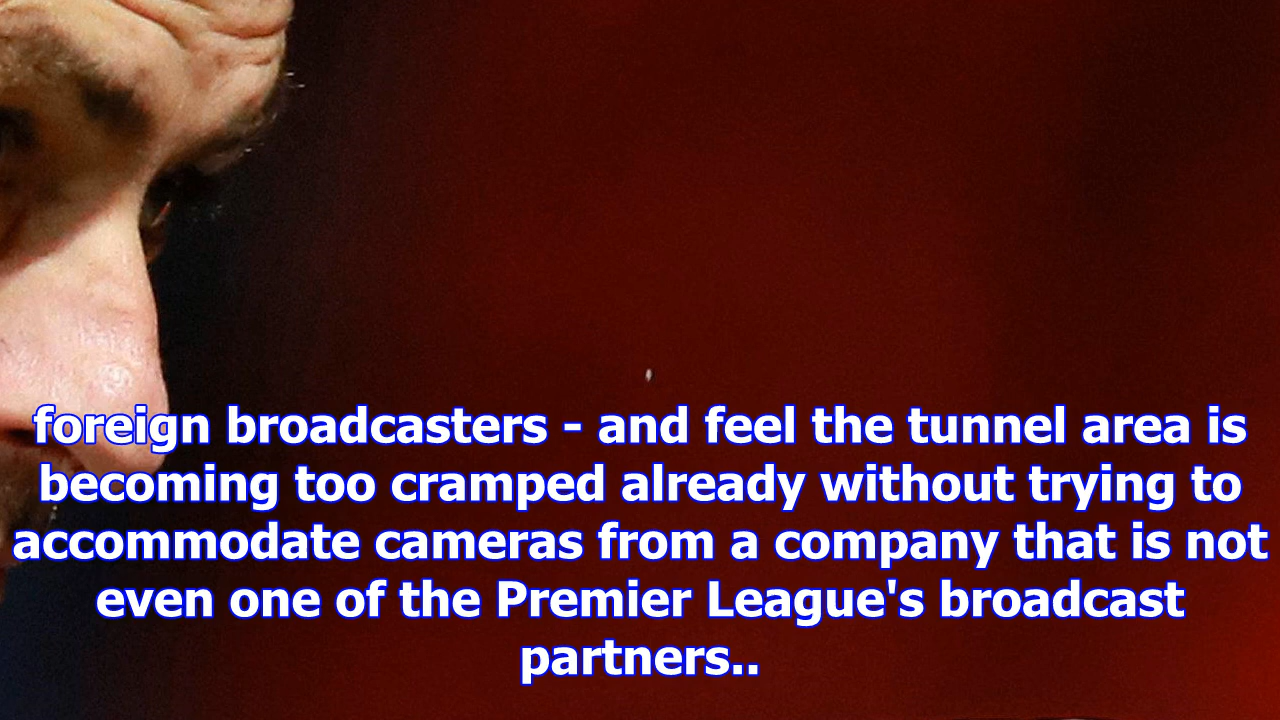 foreign broadcasters - and feel the tunnel area is
becoming too cramped already without trying to
accommodate cameras from a company that is not
even one of the Premier League's broadcast
partners..